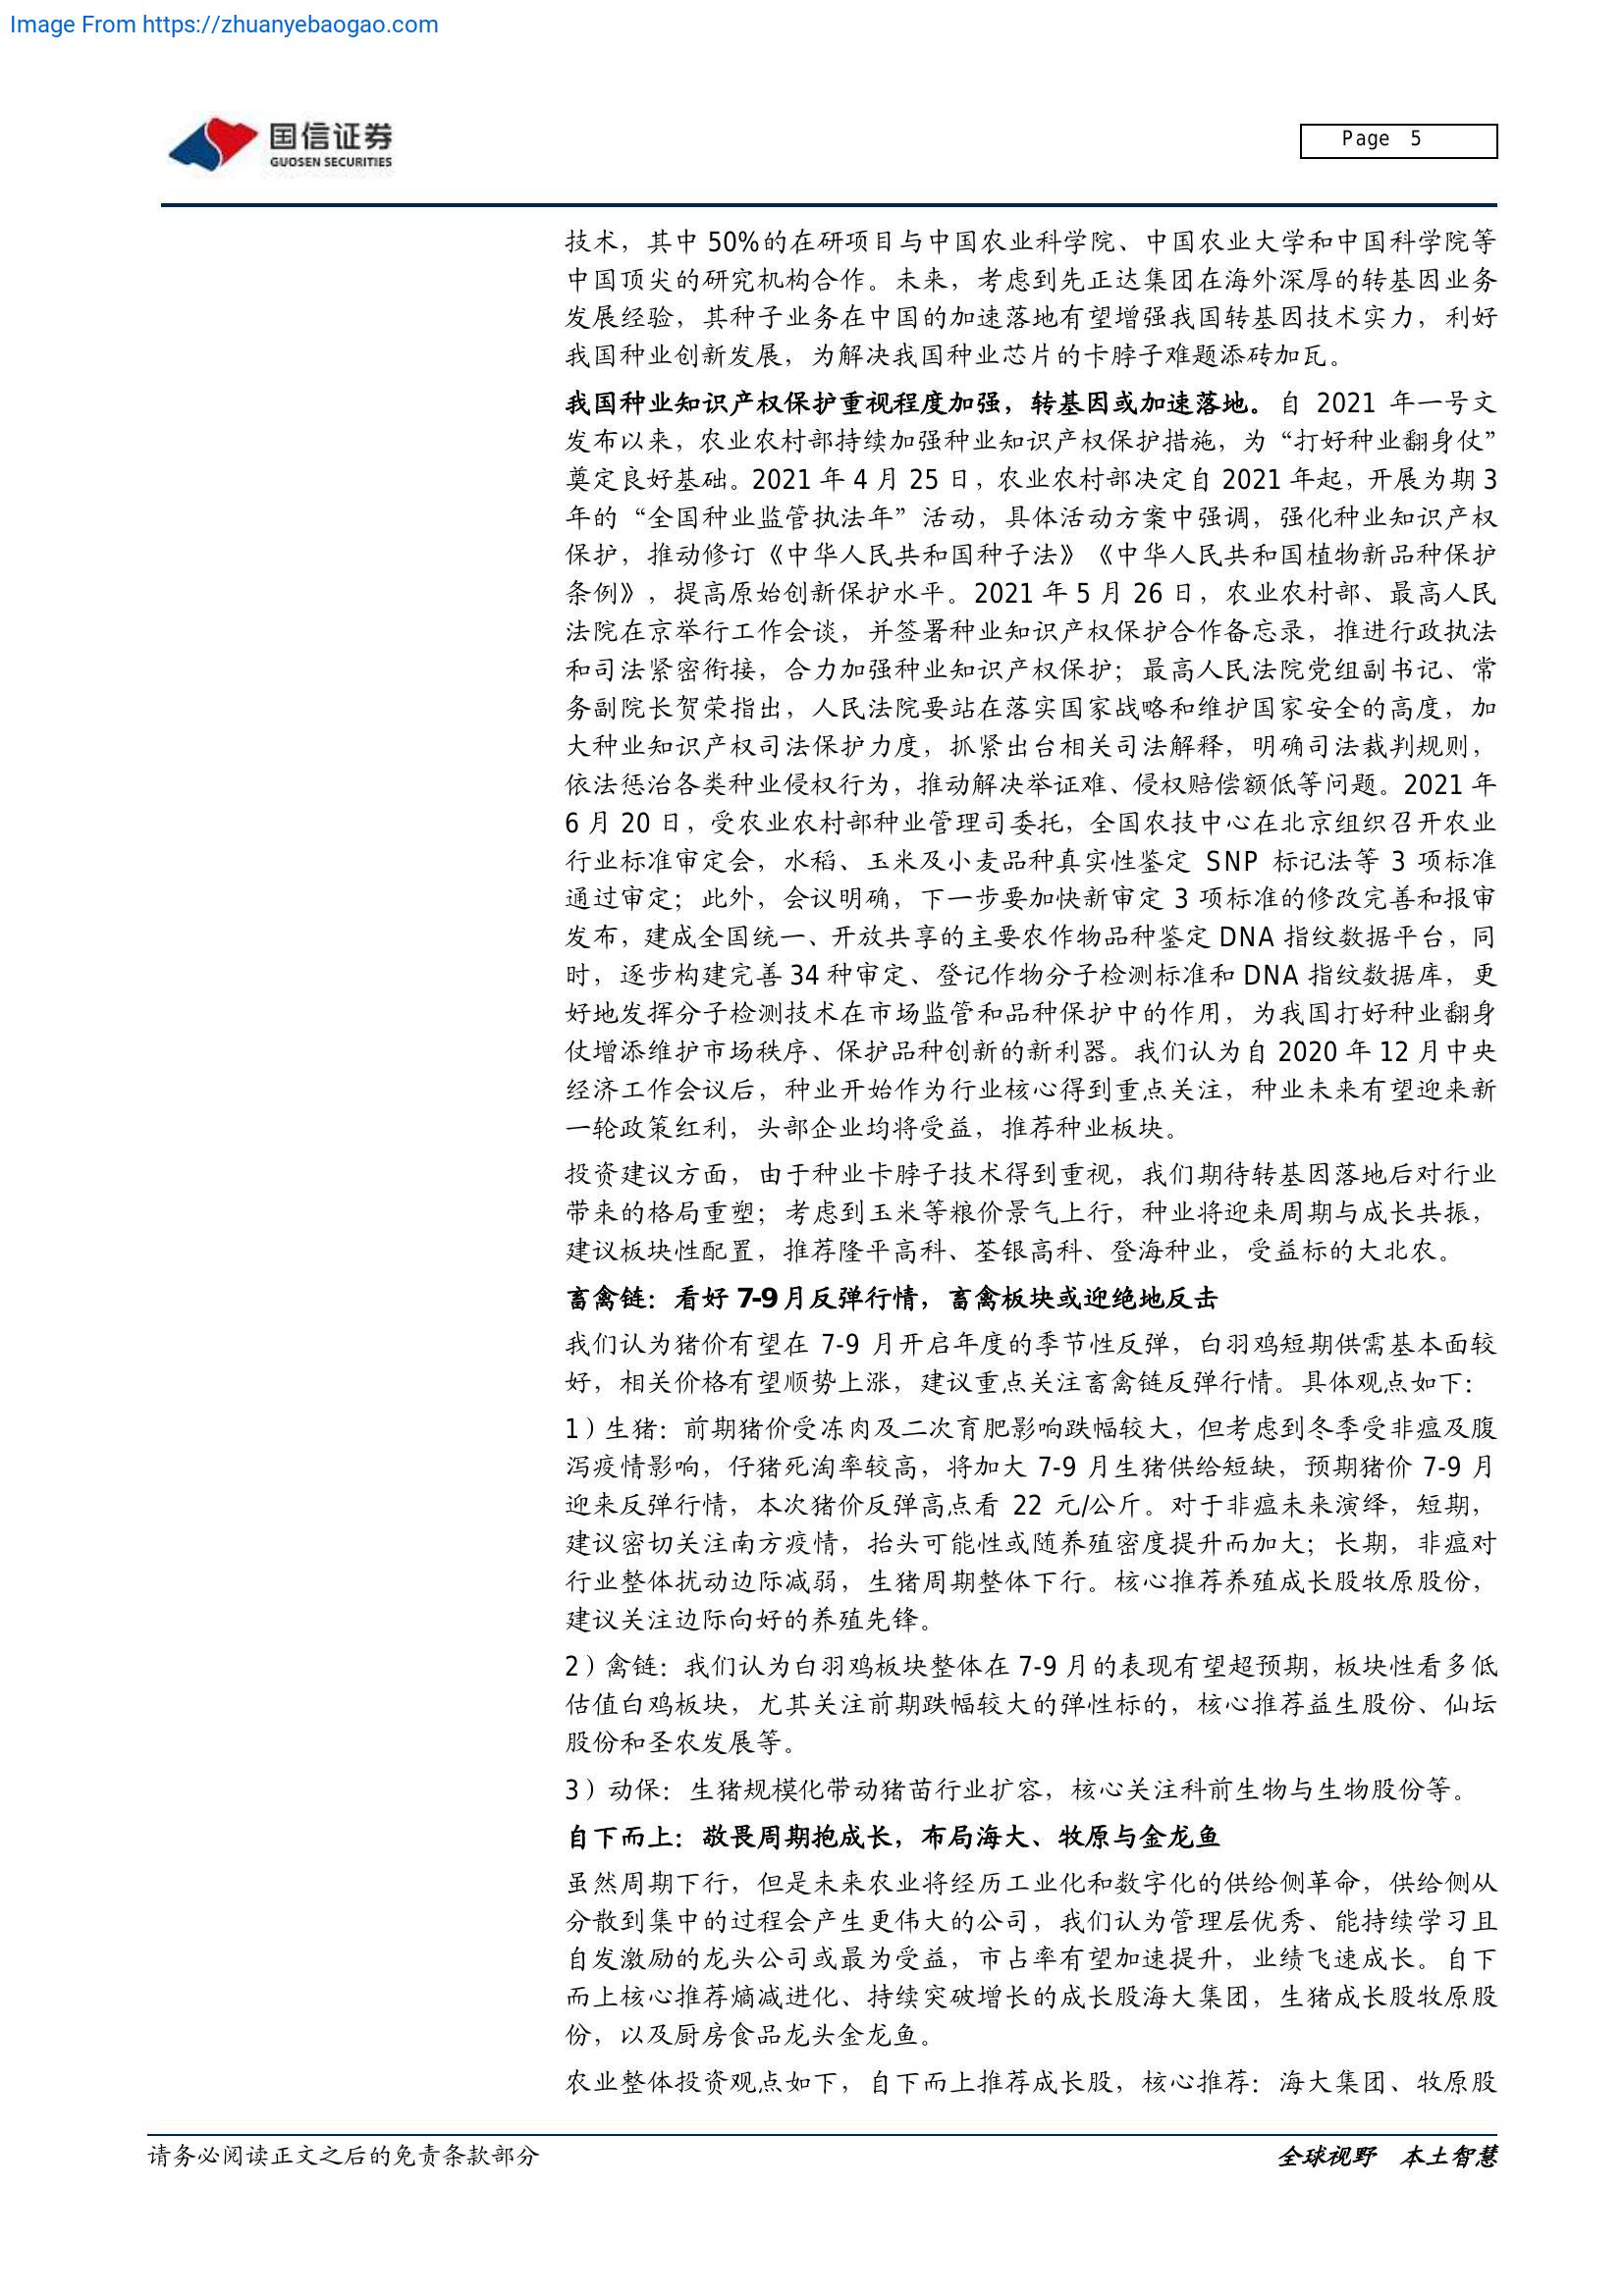 Image From https://zhuanyebaogao.com
国信证券
GUOSEN SECURITIES
Page 5
技术，其中 50%的在研项目与中国农业科学院、中国农业大学和中国科学院等
中国顶尖的研究机构合作。未来，考虑到先正达集团在海外深厚的转基因业务
发展经验，其种子业务在中国的加速落地有望增强我国转基因技术实力，利好
我国种业创新发展，为解决我国种业芯片的卡脖子难题添砖加瓦。
我国种业知识产权保护重视程度加强，转基因或加速落地。自 2021 年一号文
发布以来，农业农村部持续加强种业知识产权保护措施，为“打好种业翻身仗”
奠定良好基础。2021 年 4 月 25 日，农业农村部决定自 2021 年起，开展为期 3
年的“全国种业监管执法年”活动，具体活动方案中强调，强化种业知识产权
保护，推动修订《中华人民共和国种子法》《中华人民共和国植物新品种保护
条例》，提高原始创新保护水平。2021 年 5 月 26 日，农业农村部、最高人民
法院在京举行工作会谈，并签署种业知识产权保护合作备忘录，推进行政执法
和司法紧密衔接，合力加强种业知识产权保护；最高人民法院党组副书记、常
务副院长贺荣指出，人民法院要站在落实国家战略和维护国家安全的高度，加
大种业知识产权司法保护力度，抓紧出台相关司法解释，明确司法裁判规则，
依法惩治各类种业侵权行为，推动解决举证难、侵权赔偿额低等问题。2021 年
6 月 20 日，受农业农村部种业管理司委托，全国农技中心在北京组织召开农业
行业标准审定会，水稻、玉米及小麦品种真实性鉴定 SNP 标记法等 3 项标准
通过审定；此外，会议明确，下一步要加快新审定 3 项标准的修改完善和报审
发布，建成全国统一、开放共享的主要农作物品种鉴定 DNA 指纹数据平台，同
时，逐步构建完善 34 种审定、登记作物分子检测标准和 DNA 指纹数据库，更
好地发挥分子检测技术在市场监管和品种保护中的作用，为我国打好种业翻身
仗增添维护市场秩序、保护品种创新的新利器。我们认为自 2020 年 12 月中央
经济工作会议后，种业开始作为行业核心得到重点关注，种业未来有望迎来新
一轮政策红利，头部企业均将受益，推荐种业板块。
投资建议方面，由于种业卡脖子技术得到重视，我们期待转基因落地后对行业
带来的格局重塑；考虑到玉米等粮价景气上行，种业将迎来周期与成长共振，
建议板块性配置，推荐隆平高科、荃银高科、登海种业，受益标的大北农。
畜禽链：看好 7-9 月反弹行情，畜禽板块或迎绝地反击
我们认为猪价有望在 7-9 月开启年度的季节性反弹，白羽鸡短期供需基本面较
好，相关价格有望顺势上涨，建议重点关注畜禽链反弹行情。具体观点如下：
1）生猪：前期猪价受冻肉及二次育肥影响跌幅较大，但考虑到冬季受非瘟及腹
泻疫情影响，仔猪死淘率较高，将加大 7-9 月生猪供给短缺，预期猪价 7-9 月
迎来反弹行情，本次猪价反弹高点看 22 元/公斤。对于非瘟未来演绎，短期，
建议密切关注南方疫情，抬头可能性或随养殖密度提升而加大；长期，非瘟对
行业整体扰动边际减弱，生猪周期整体下行。核心推荐养殖成长股牧原股份，
建议关注边际向好的养殖先锋。
2）禽链：我们认为白羽鸡板块整体在 7-9 月的表现有望超预期，板块性看多低
估值白鸡板块，尤其关注前期跌幅较大的弹性标的，核心推荐益生股份、仙坛
股份和圣农发展等。
3）动保：生猪规模化带动猪苗行业扩容，核心关注科前生物与生物股份等。
自下而上：敬畏周期抱成长，布局海大、牧原与金龙鱼
虽然周期下行，但是未来农业将经历工业化和数字化的供给侧革命，供给侧从
分散到集中的过程会产生更伟大的公司，我们认为管理层优秀、能持续学习且
自发激励的龙头公司或最为受益，市占率有望加速提升，业绩飞速成长。自下
而上核心推荐熵减进化、持续突破增长的成长股海大集团，生猪成长股牧原股
份，以及厨房食品龙头金龙鱼。
农业整体投资观点如下，自下而上推荐成长股，核心推荐：海大集团、牧原股
请务必阅读正文之后的免责条款部分
全球视野 本土智慧